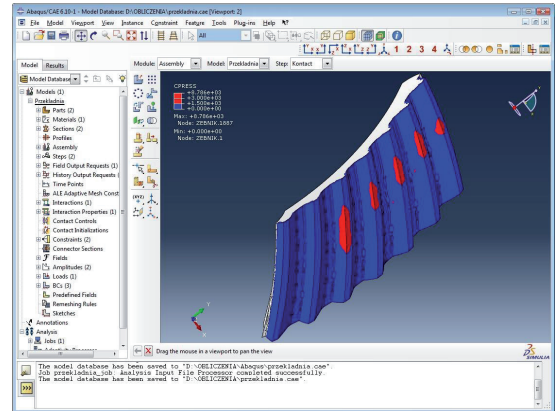 Abaqus/CAE 6.10-1 - Model Database: D:\OBLICZENIA\przekladnia.cae [Viewport: 2]
File Model Viewport View Instance Constraint Feature Tools Plug-ins Help
All
1 2 3 4
Model Results Module: Assembly Model: Przekladnia Step: Kontact
Model Database
Models (1)
Przekladnia
Parts (2)
Materials (1)
Sections (2)
Profiles
Assembly
Steps (2)
Field Output Requests (1)
History Output Requests (
Time Points
ALE Adaptive Mesh Const
Interactions (1)
Interaction Properties (1)
Contact Controls
Contact Initializations
Constraints (2)
Connector Sections
Fields
Amplitudes (2)
Loads (1)
BCs (3)
Predefined Fields
Remeshing Rules
Sketches
Annotations
Analysis
Jobs (1)
CPRESS
+8.786e+03
+3.000e+03
+1.500e+03
+0.000e+00
Max: +8.786e+03
Node: ZEBNIK.1887
Min: +0.000e+00
Node: ZEBNIK.1
(XYZ)
Y
Drag the mouse in a viewport to pan the view
SIMULIA
The model database has been saved to "D:\OBLICZENIA\Abaqus\przekladnia.cae".
Job przekladnia_job: Analysis Input File Processor completed successfully.
The model database has been saved to "D:\OBLICZENIA\przekladnia.cae".
>>>